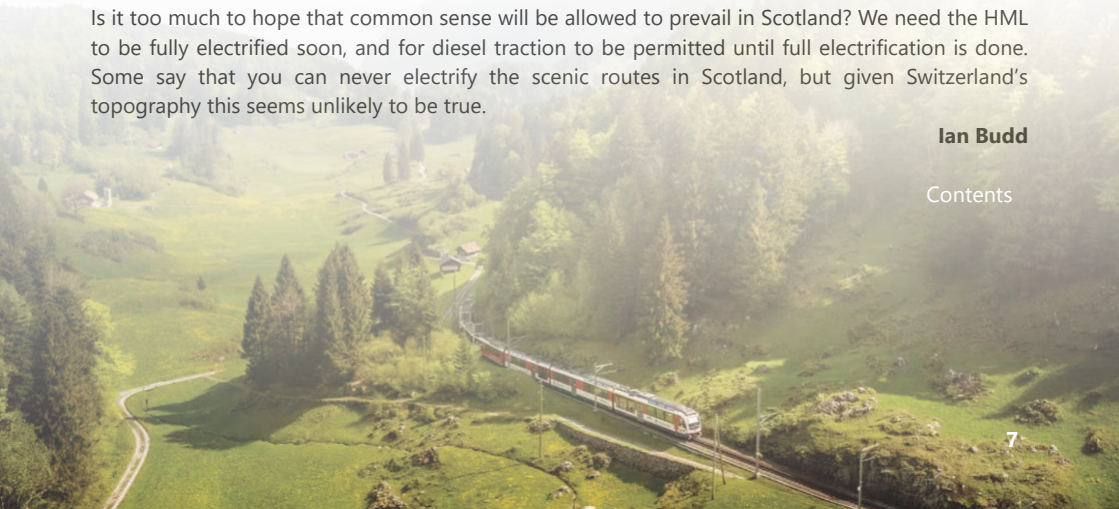 Is it too much to hope that common sense will be allowed to prevail in Scotland? We need the HML
to be fully electrified soon, and for diesel traction to be permitted until full electrification is done.
Some say that you can never electrify the scenic routes in Scotland, but given Switzerland’s
topography this seems unlikely to be true.
Ian Budd
Contents
7